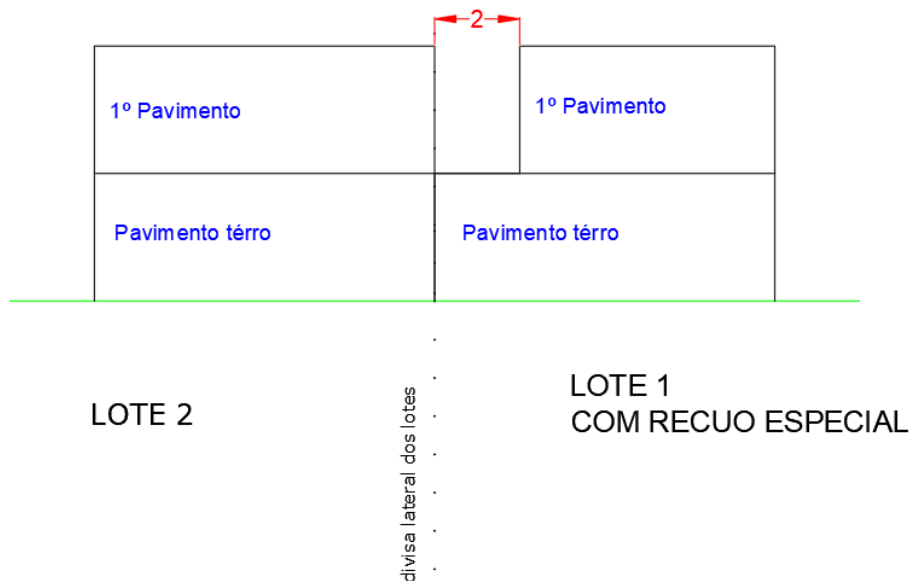 2
1º Pavimento
1º Pavimento
Pavimento térro
Pavimento térro
LOTE 2
divisa lateral dos lotes
LOTE 1
COM RECUO ESPECIAL